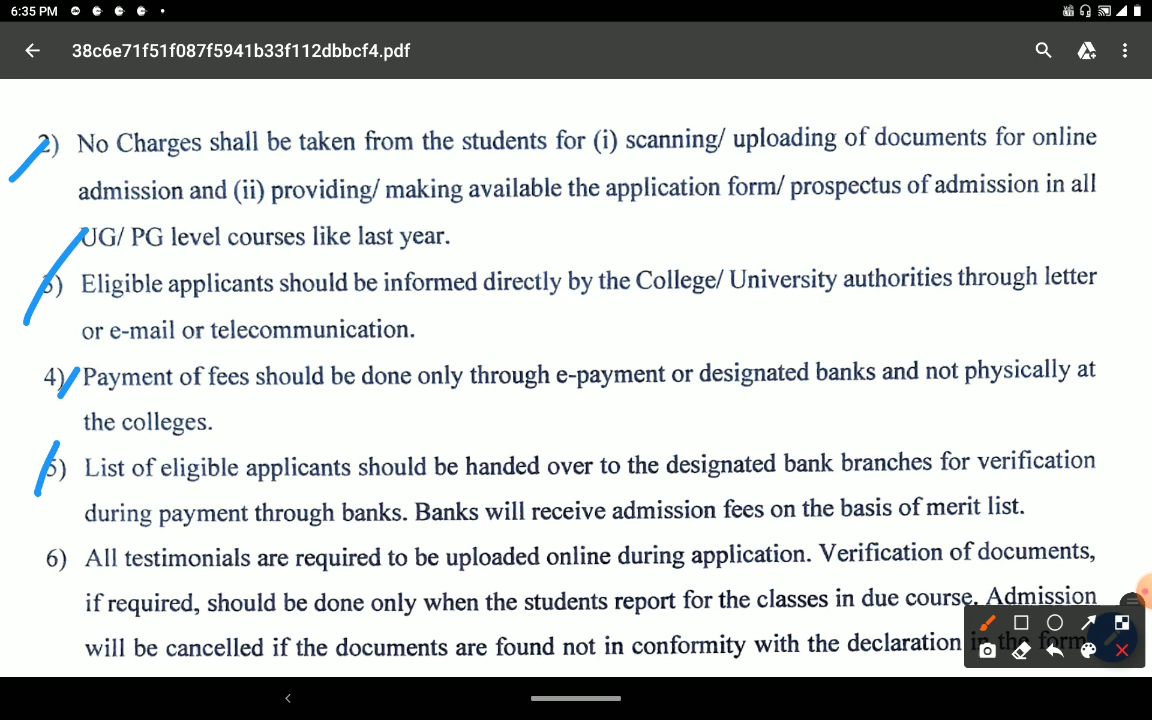 6:35 PM
38c6e71f51f087f5941b33f112dbbcf4.pdf
2) No Charges shall be taken from the students for (i) scanning/ uploading of documents for online
admission and (ii) providing/ making available the application form/ prospectus of admission in all
UG/ PG level courses like last year.
3) Eligible applicants should be informed directly by the College/ University authorities through letter
or e-mail or telecommunication.
4) Payment of fees should be done only through e-payment or designated banks and not physically at
the colleges.
5) List of eligible applicants should be handed over to the designated bank branches for verification
during payment through banks. Banks will receive admission fees on the basis of merit list.
6) All testimonials are required to be uploaded online during application. Verification of documents,
if required, should be done only when the students report for the classes in due course. Admission
will be cancelled if the documents are found not in conformity with the declaration in the form